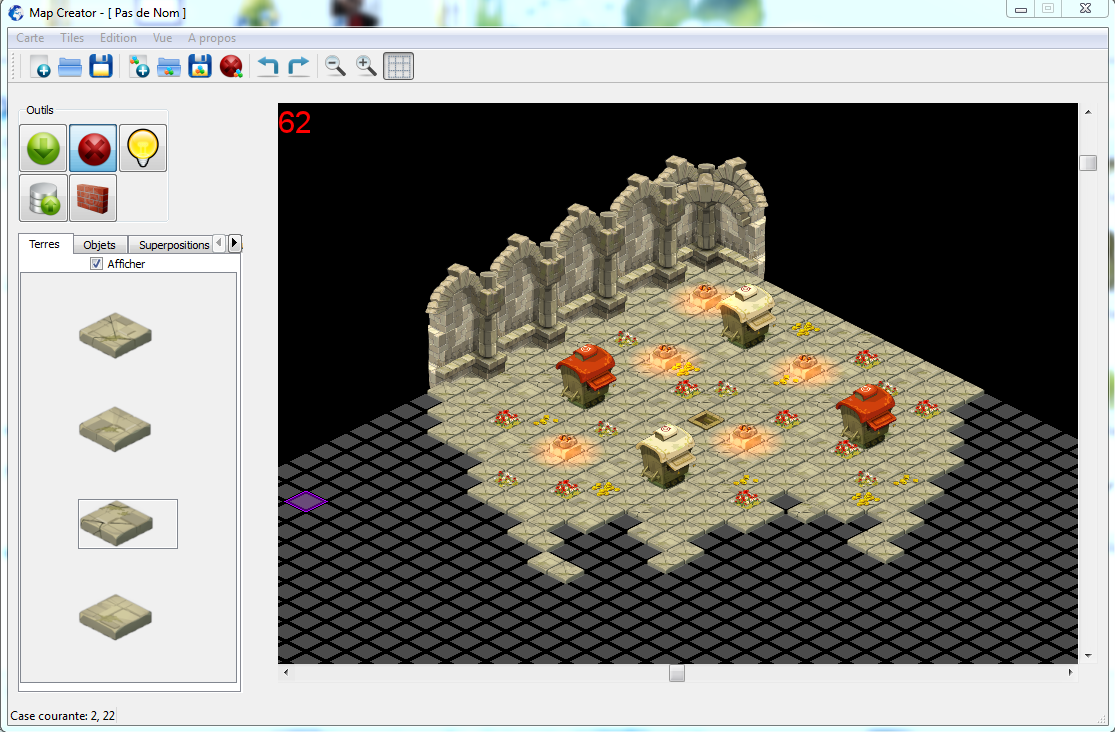 Map Creator - [ Pas de Nom ]
Carte Tiles Edition Vue A propos
Outils
62
Terres Objets Superpositions
Afficher
Case courante: 2, 22